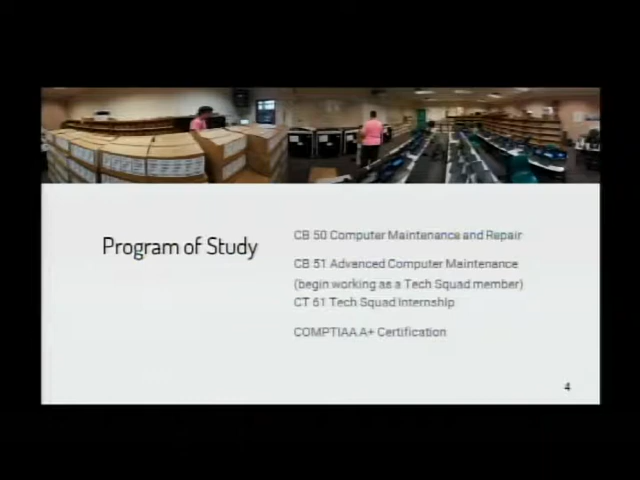 Program of Study
CB 50 Computer Maintenance and Repair
CB 51 Advanced Computer Maintenance
(begin working as a Tech Squad member)
CT 61 Tech Squad Internship
COMPTIAA A+ Certification
4